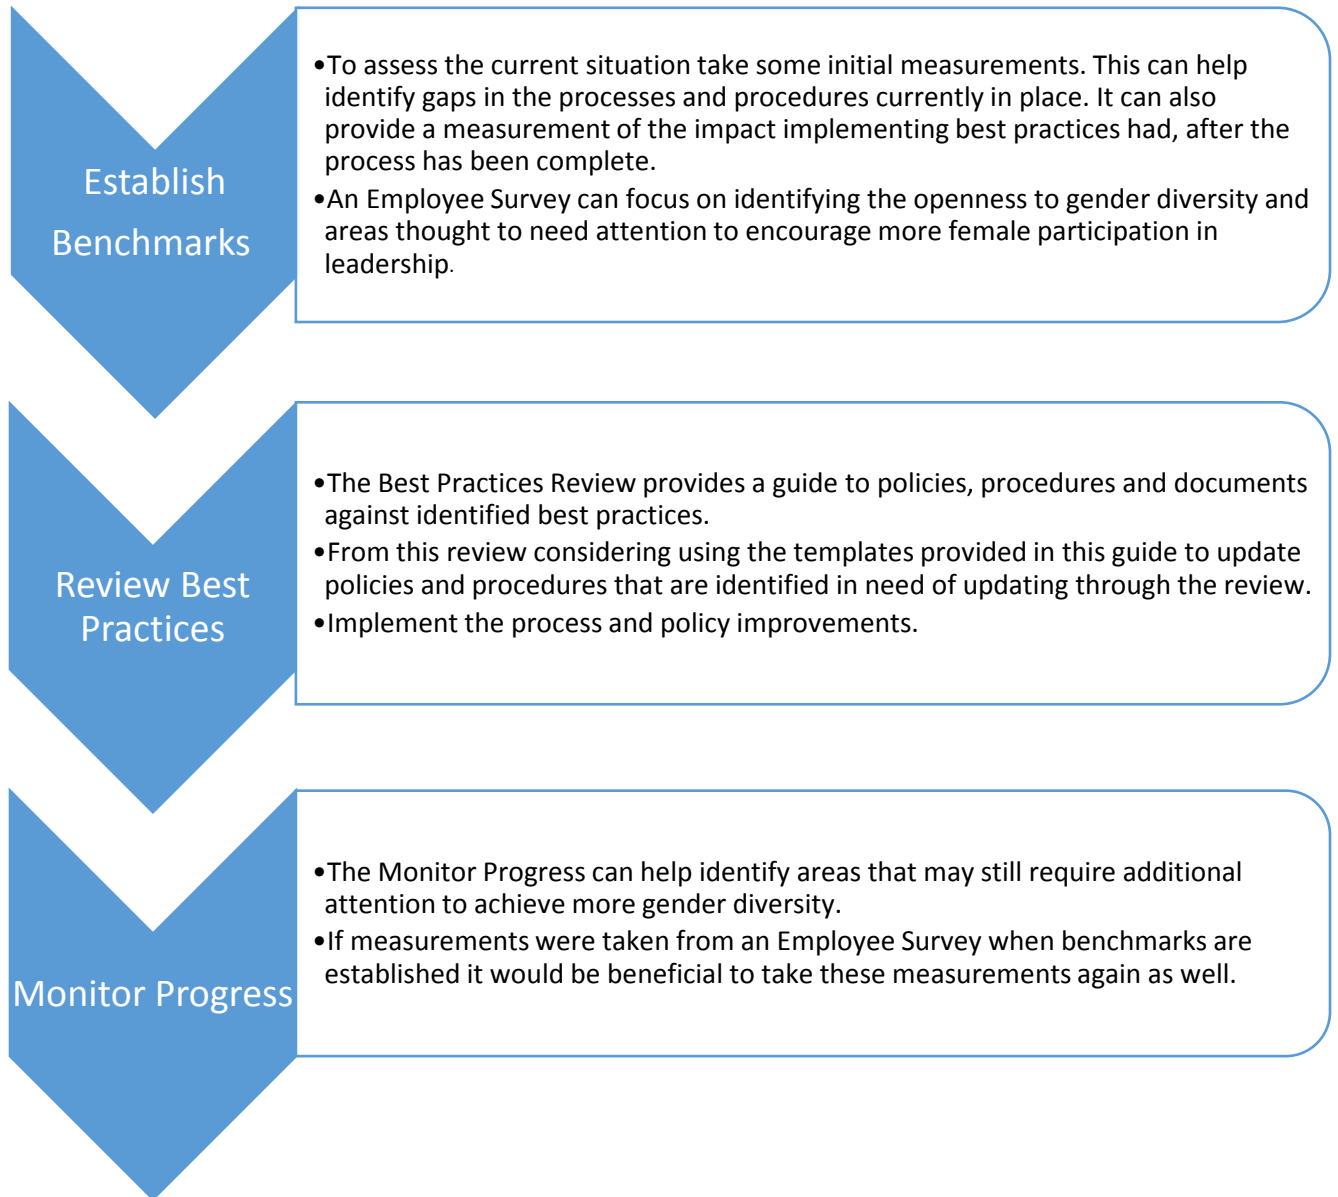 Establish
Benchmarks
•To assess the current situation take some initial measurements. This can help
identify gaps in the processes and procedures currently in place. It can also
provide a measurement of the impact implementing best practices had, after the
process has been complete.
•An Employee Survey can focus on identifying the openness to gender diversity and
areas thought to need attention to encourage more female participation in
leadership.
Review Best
Practices
•The Best Practices Review provides a guide to policies, procedures and documents
against identified best practices.
•From this review considering using the templates provided in this guide to update
policies and procedures that are identified in need of updating through the review.
•Implement the process and policy improvements.
Monitor Progress
•The Monitor Progress can help identify areas that may still require additional
attention to achieve more gender diversity.
•If measurements were taken from an Employee Survey when benchmarks are
established it would be beneficial to take these measurements again as well.